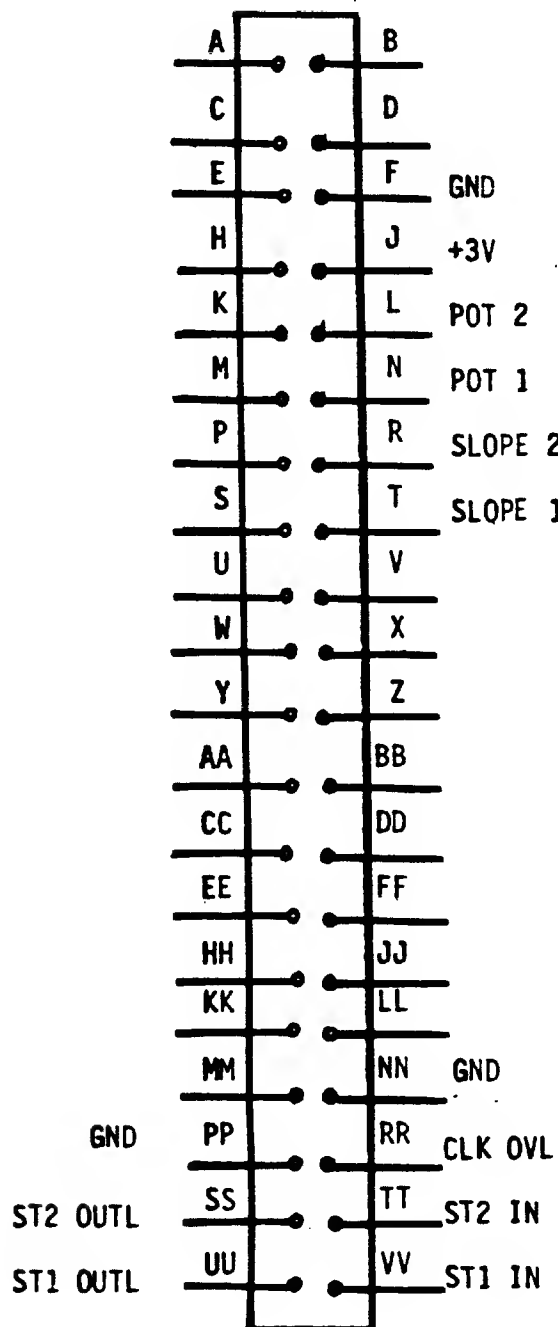 A B
C D
E F GND
H J +3V
K L POT 2
M N POT 1
P R SLOPE 2
S T SLOPE 1
U V
W X
Y Z
AA BB
CC DD
EE FF
HH JJ
KK LL
MM NN GND
GND PP RR CLK OVL
ST2 OUTL SS TT ST2 IN
ST1 OUTL UU VV ST1 IN